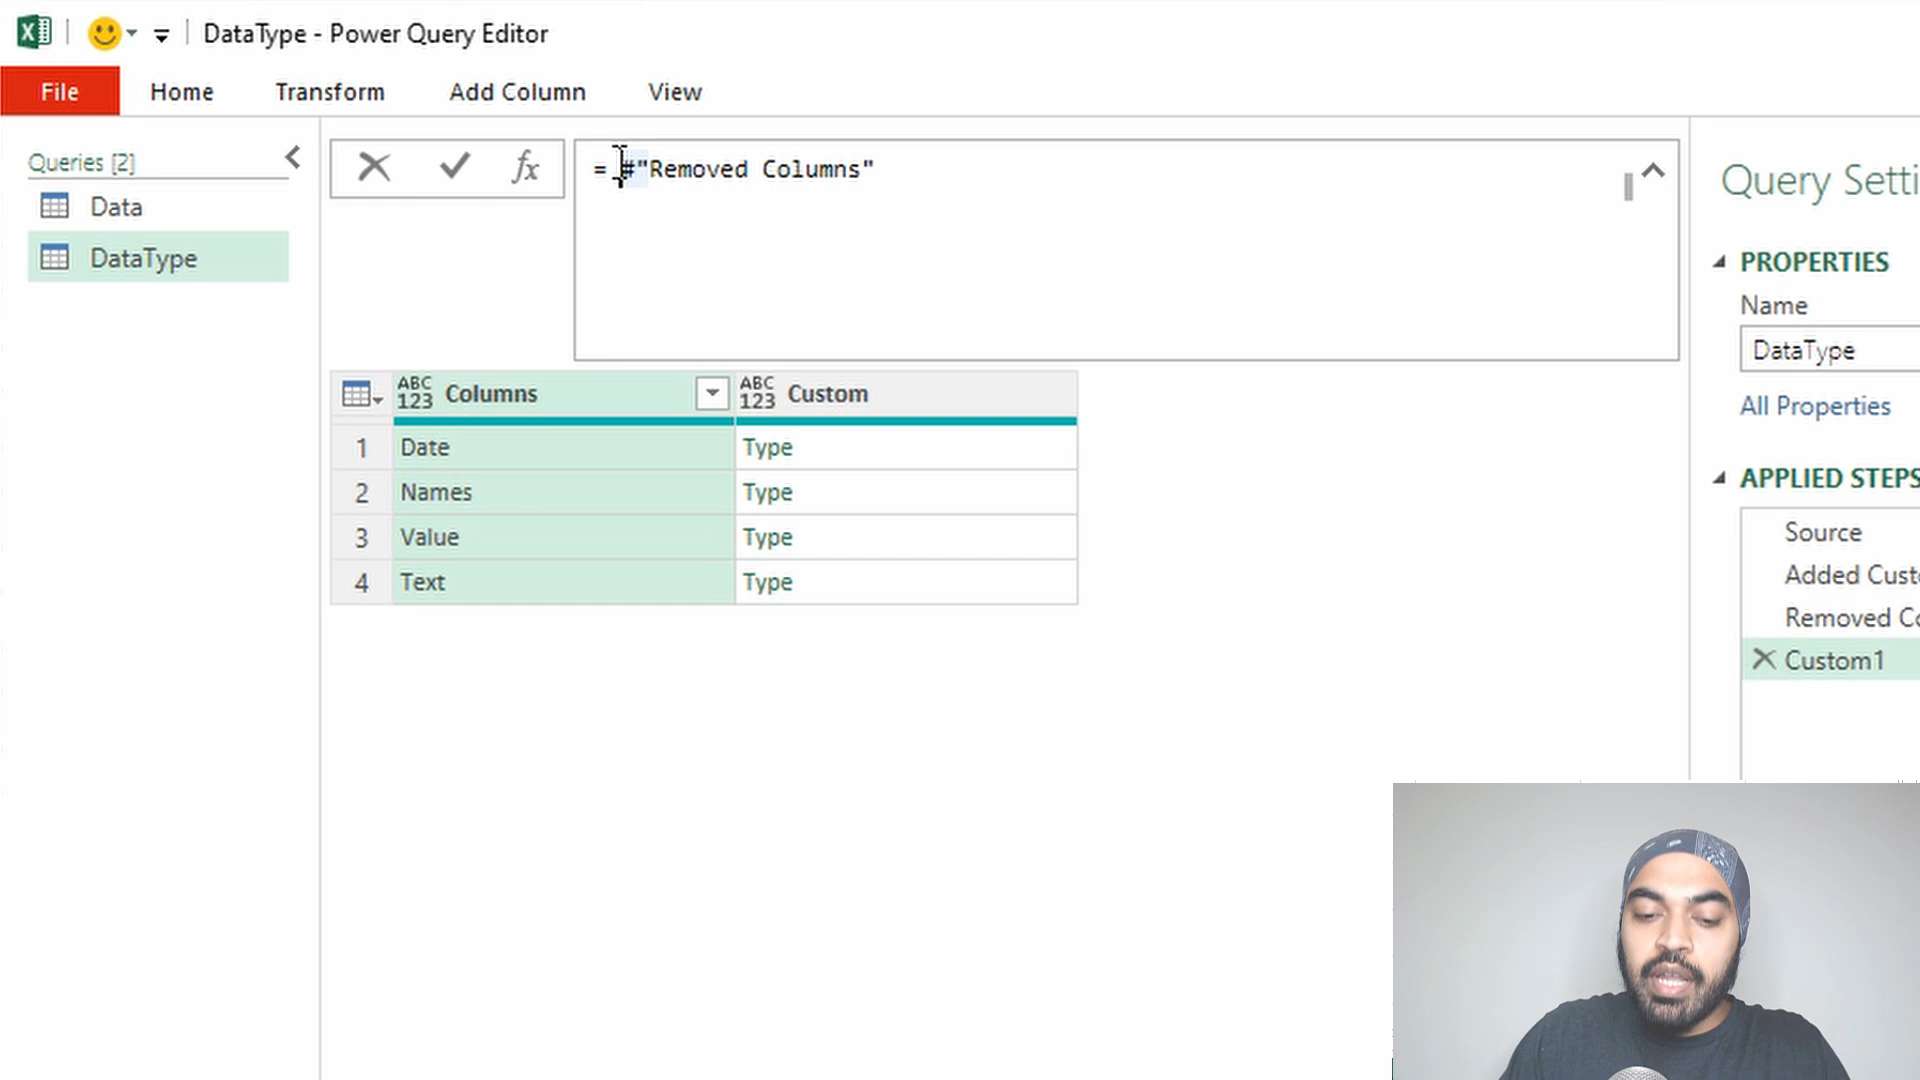 DataType - Power Query Editor
File Home Transform Add Column View
Queries [2]
Data
DataType
fx
= #"Removed Columns"
ABC 123 Columns ABC 123 Custom
1 Date Type
2 Names Type
3 Value Type
4 Text Type
Query Setti
PROPERTIES
Name
DataType
All Properties
APPLIED STEPS
Source
Added Custo
Removed Co
Custom1